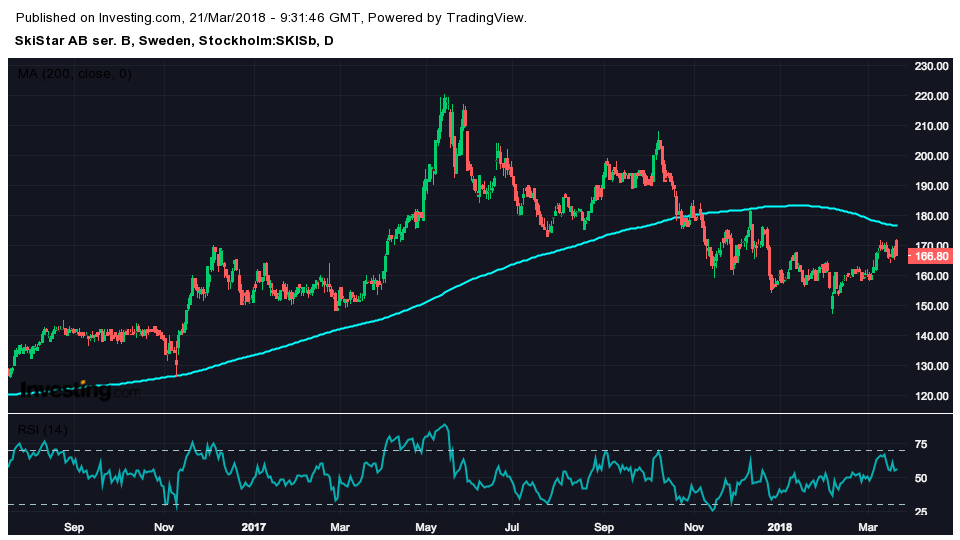 Published on Investing.com, 21/Mar/2018 - 9:31:46 GMT, Powered by TradingView.
SkiStar AB ser. B, Sweden, Stockholm:SKISb, D
MA (200, close, 0)
230.00
220.00
210.00
200.00
190.00
180.00
170.00
166.80
160.00
150.00
140.00
130.00
120.00
Investing.com
RSI (14)
75
50
25
Sep Nov 2017 Mar May Jul Sep Nov 2018 Mar